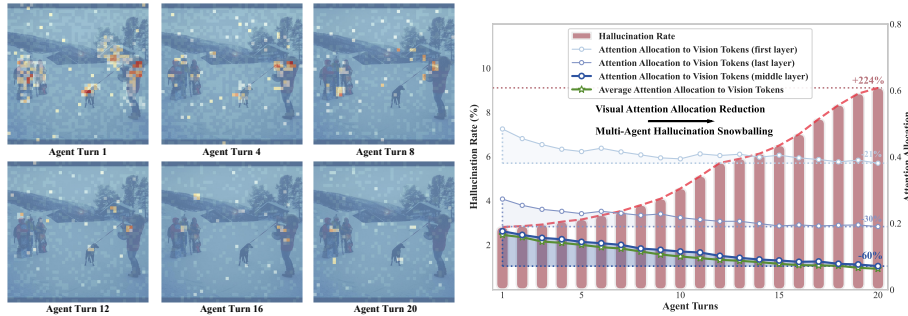 Agent Turn 1
Agent Turn 4
Agent Turn 8
Agent Turn 12
Agent Turn 16
Agent Turn 20
Hallucination Rate (%)
10
8
6
4
2
0.8
0.6
0.4
0.2
0
Hallucination Rate
Attention Allocation to Vision Tokens (first layer)
Attention Allocation to Vision Tokens (last layer)
Attention Allocation to Vision Tokens (middle layer)
Average Attention Allocation to Vision Tokens
Visual Attention Allocation Reduction
Multi-Agent Hallucination Snowballing
+224%
-30%
-60%
1
5
10
15
20
Agent Turns
Attention Allocation